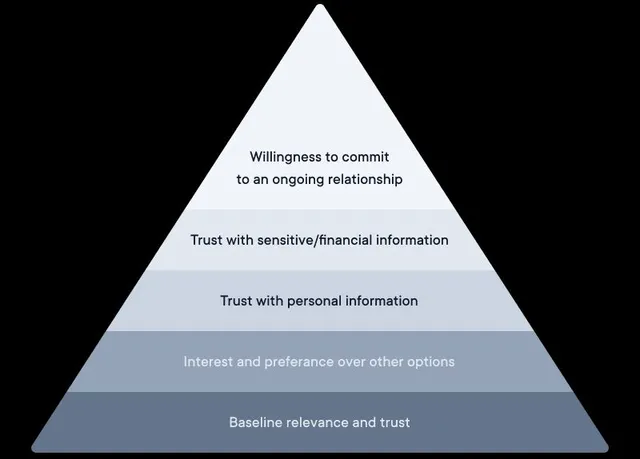 Willingness to commit
to an ongoing relationship
Trust with sensitive/financial information
Trust with personal information
Interest and preferance over other options
Baseline relevance and trust